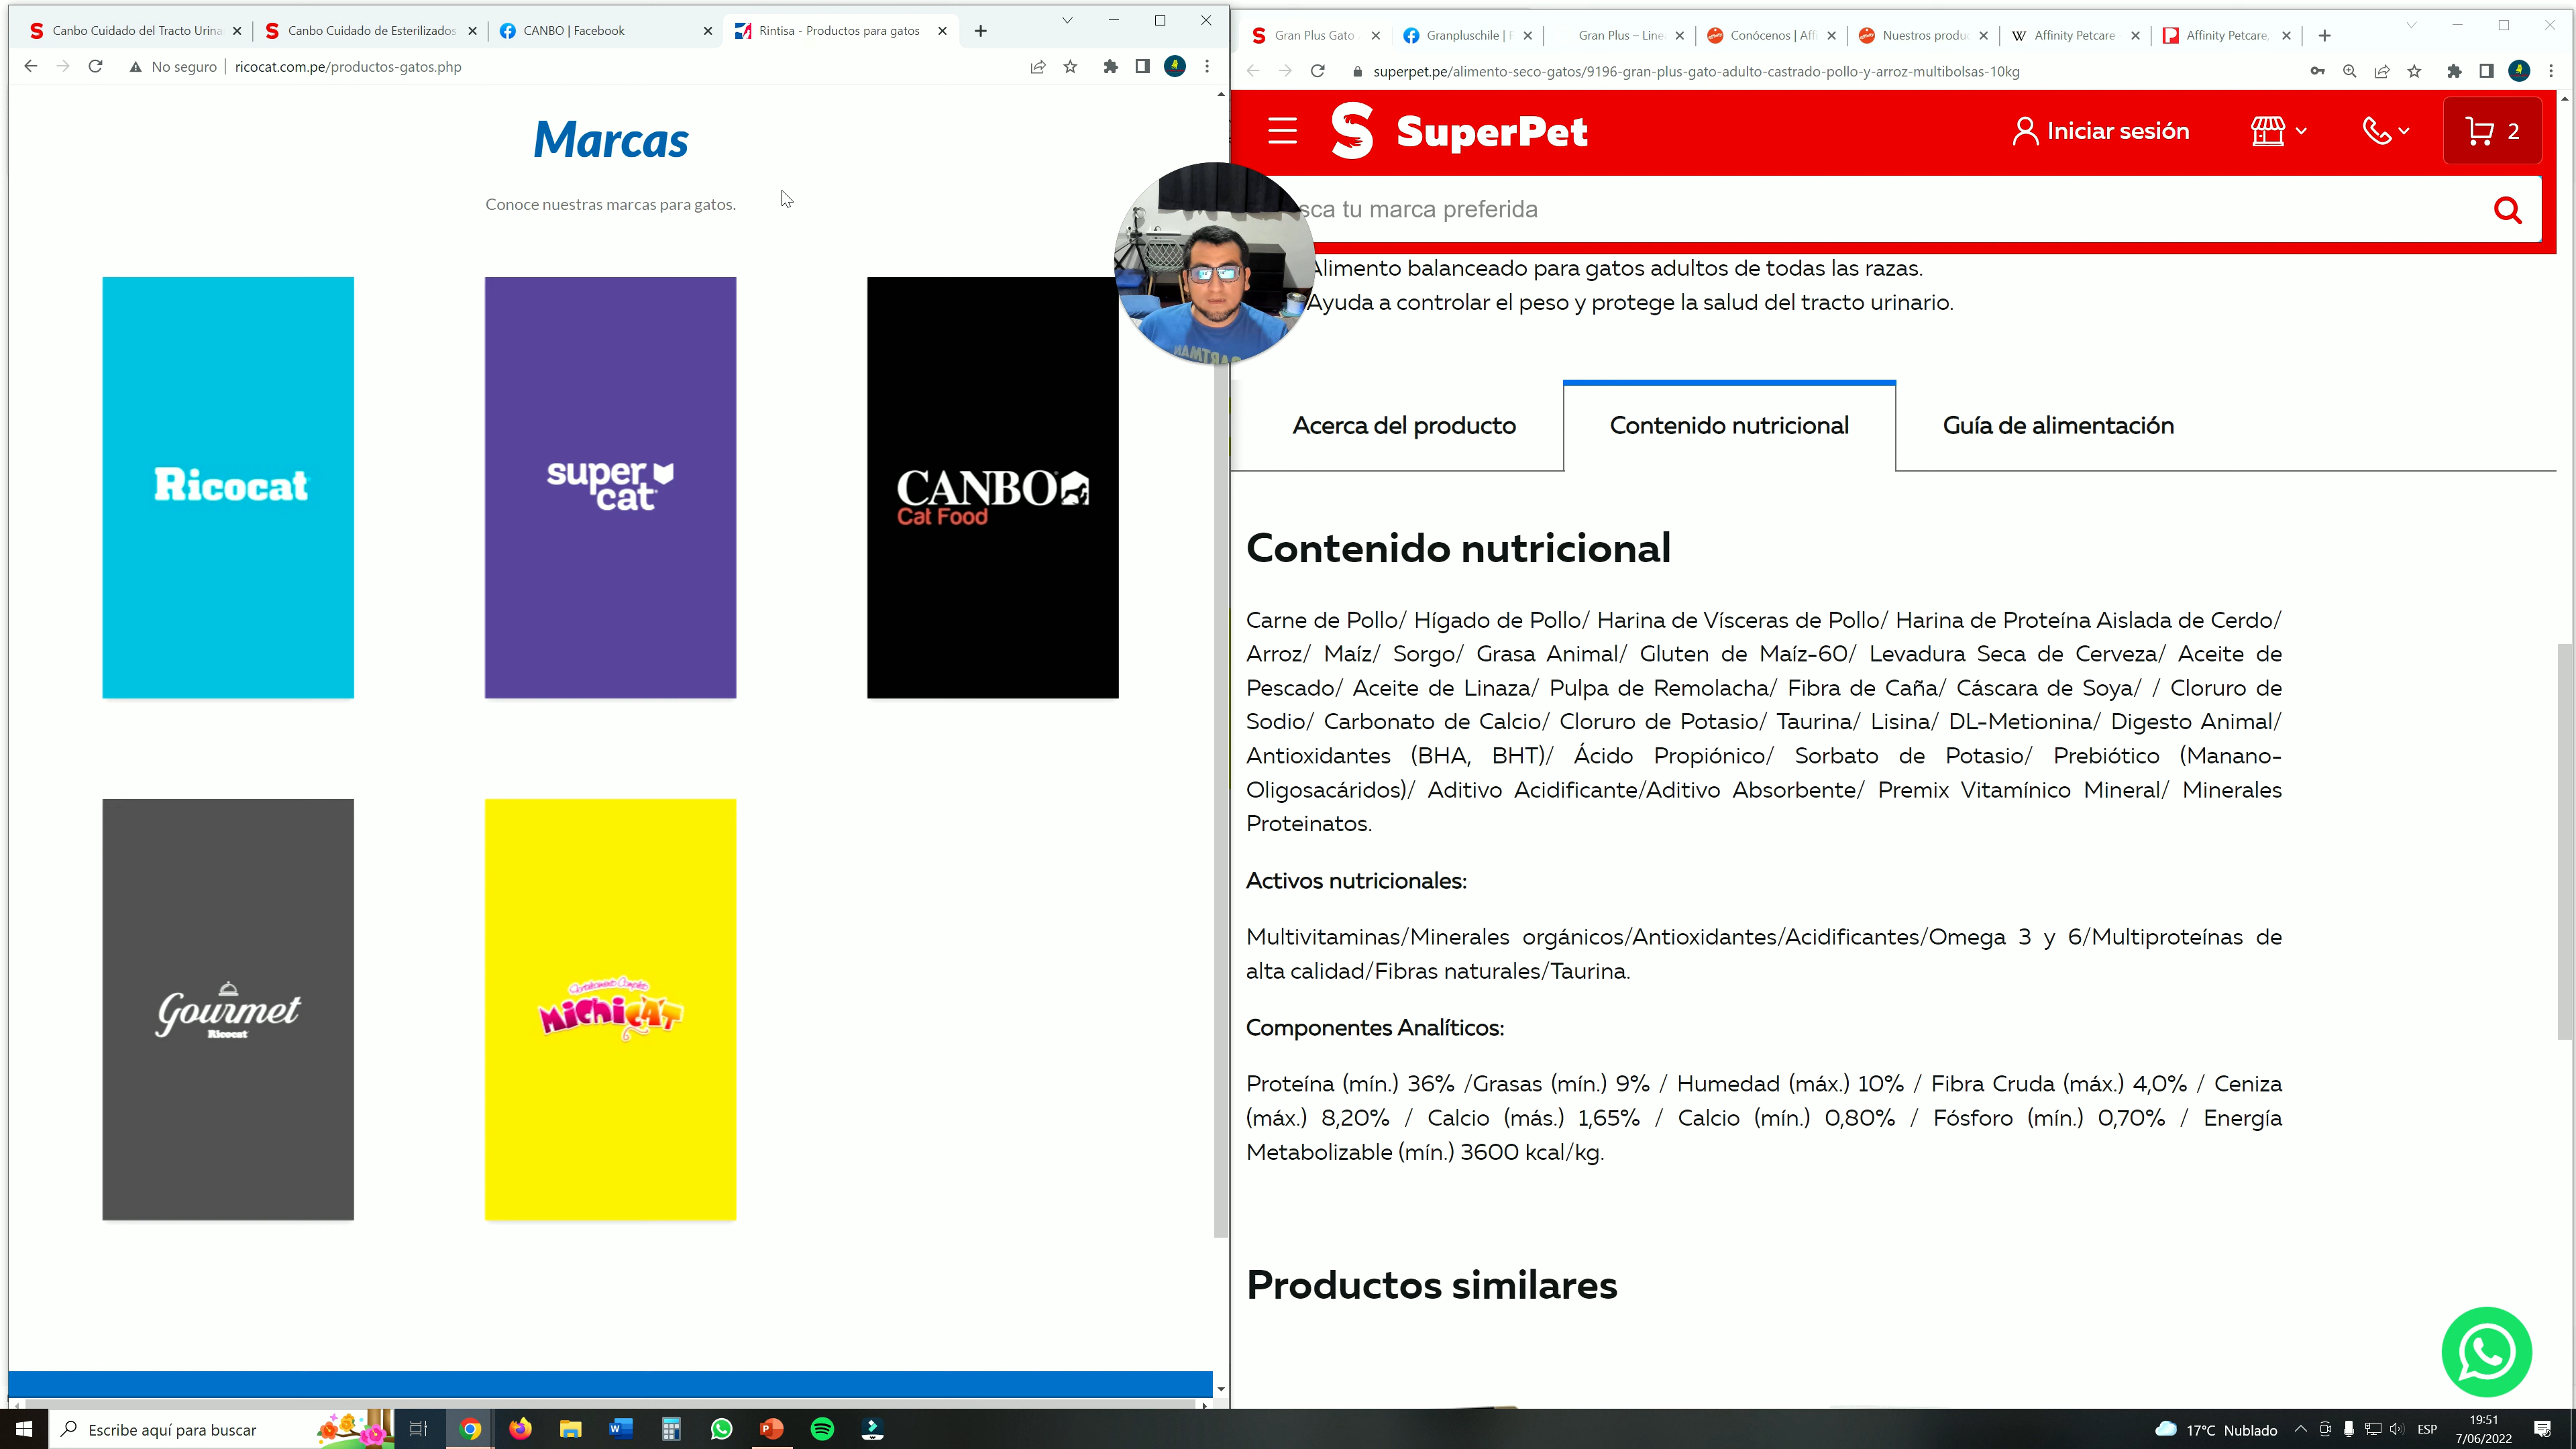 Canbo Cuidado del Tracto Urina
Canbo Cuidado de Esterilizados
CANBO | Facebook
Rintisa - Productos para gatos
No seguro
ricocat.com.pe/productos-gatos.php
Marcas
Conoce nuestras marcas para gatos.
Ricocat
super cat
CANBO
Cat Food
Gourmet
Ricocat
MichiCAT
Gran Plus Gato
Granpluschile | F
Gran Plus – Line
Conócenos | Affi
Nuestros produc
Affinity Petcare -
Affinity Petcare,
superpet.pe/alimento-seco-gatos/9196-gran-plus-gato-adulto-castrado-pollo-y-arroz-multibolsas-10kg
SuperPet
Iniciar sesión
2
sca tu marca preferida
Alimento balanceado para gatos adultos de todas las razas.
Ayuda a controlar el peso y protege la salud del tracto urinario.
Acerca del producto
Contenido nutricional
Guía de alimentación
Contenido nutricional
Carne de Pollo/ Hígado de Pollo/ Harina de Vísceras de Pollo/ Harina de Proteína Aislada de Cerdo/
Arroz/ Maíz/ Sorgo/ Grasa Animal/ Gluten de Maíz-60/ Levadura Seca de Cerveza/ Aceite de
Pescado/ Aceite de Linaza/ Pulpa de Remolacha/ Fibra de Caña/ Cáscara de Soya/ / Cloruro de
Sodio/ Carbonato de Calcio/ Cloruro de Potasio/ Taurina/ Lisina/ DL-Metionina/ Digesto Animal/
Antioxidantes (BHA, BHT)/ Ácido Propiónico/ Sorbato de Potasio/ Prebiótico (Manano-
Oligosacáridos)/ Aditivo Acidificante/Aditivo Absorbente/ Premix Vitamínico Mineral/ Minerales
Proteinatos.
Activos nutricionales:
Multivitaminas/Minerales orgánicos/Antioxidantes/Acidificantes/Omega 3 y 6/Multiproteínas de
alta calidad/Fibras naturales/Taurina.
Componentes Analíticos:
Proteína (mín.) 36% /Grasas (mín.) 9% / Humedad (máx.) 10% / Fibra Cruda (máx.) 4,0% / Ceniza
(máx.) 8,20% / Calcio (más.) 1,65% / Calcio (mín.) 0,80% / Fósforo (mín.) 0,70% / Energía
Metabolizable (mín.) 3600 kcal/kg.
Productos similares
Escribe aquí para buscar
17°C Nublado
ESP
19:51
7/06/2022